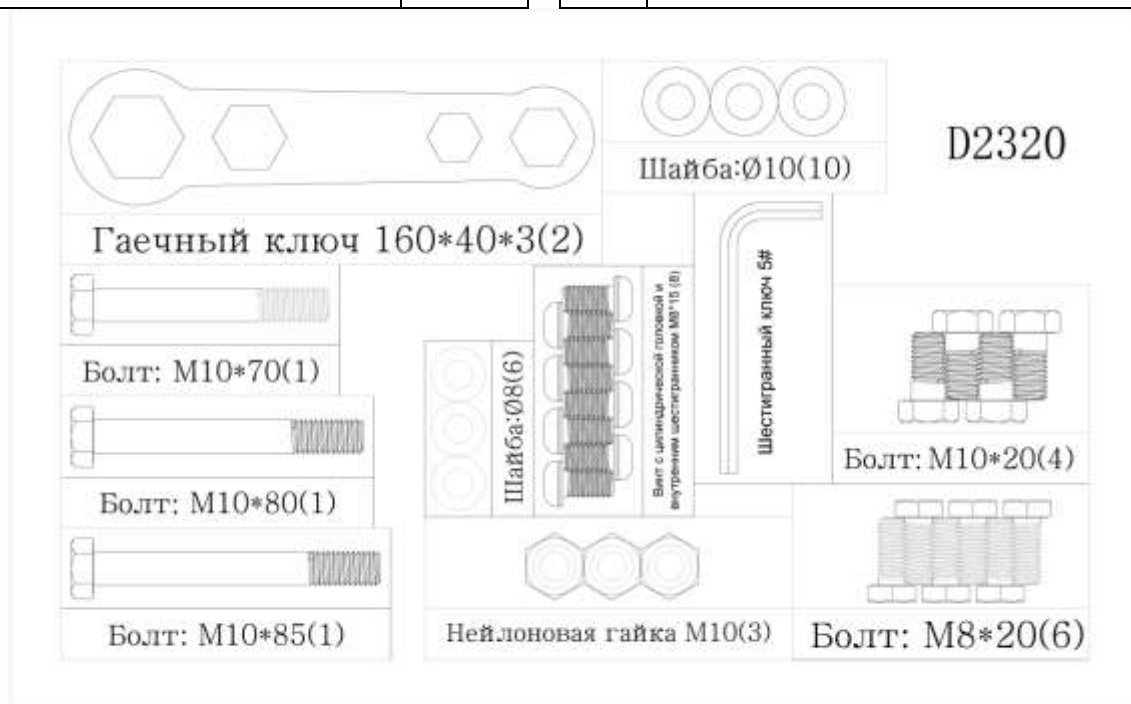 D2320
Шайба:Ø10(10)
Гаечный ключ 160*40*3(2)
Болт: M10*70(1)
Шайба:Ø8(6)
Винт с цилиндрической головкой и
внутренним шестигранником M8*15 (8)
Шестигранный ключ 5#
Болт: M10*20(4)
Болт: M10*80(1)
Болт: M10*85(1)
Нейлоновая гайка M10(3)
Болт: M8*20(6)